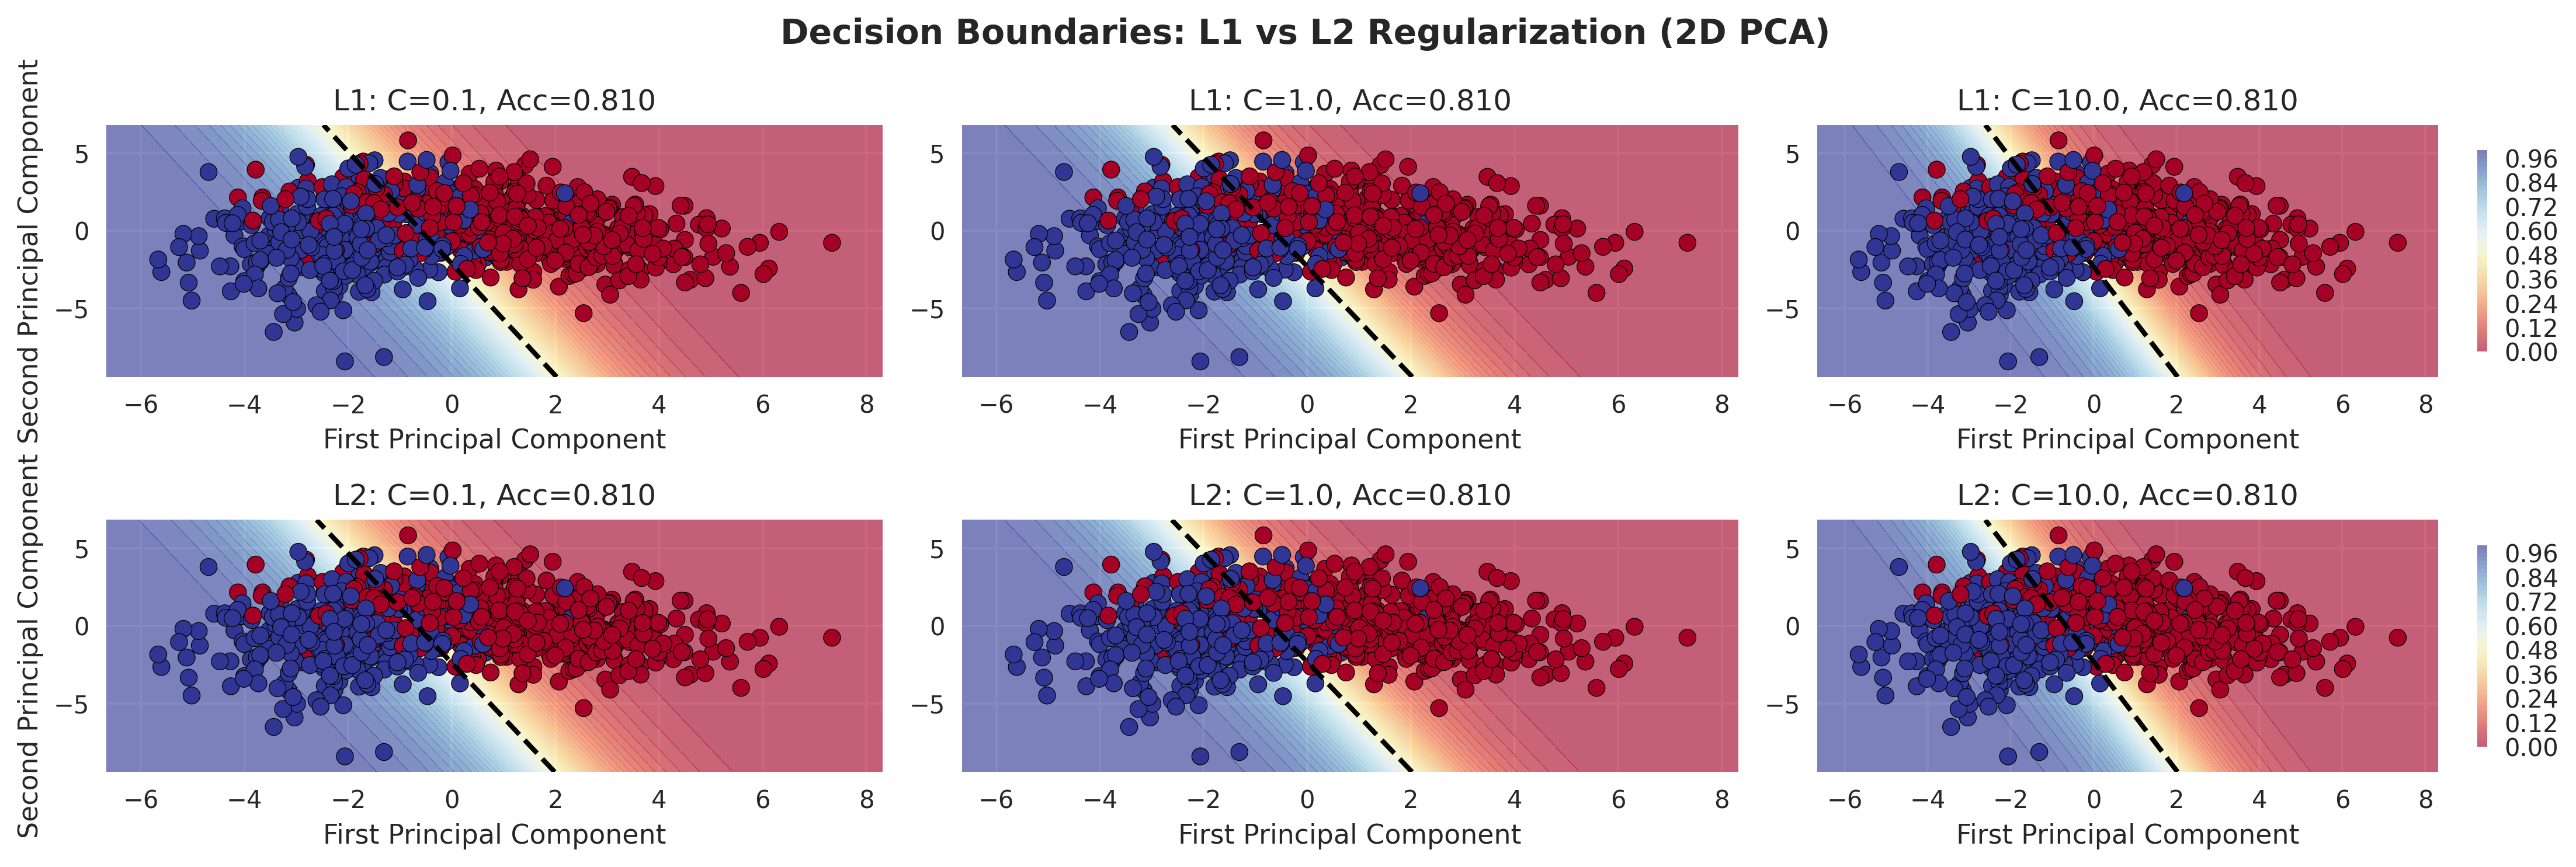 Decision Boundaries: L1 vs L2 Regularization (2D PCA)
L1: C=0.1, Acc=0.810
L1: C=1.0, Acc=0.810
L1: C=10.0, Acc=0.810
Second Principal Component
5
0
−5
−6 −4 −2 0 2 4 6 8
First Principal Component
5
0
−5
−6 −4 −2 0 2 4 6 8
First Principal Component
5
0
−5
−6 −4 −2 0 2 4 6 8
First Principal Component
0.96
0.84
0.72
0.60
0.48
0.36
0.24
0.12
0.00
L2: C=0.1, Acc=0.810
L2: C=1.0, Acc=0.810
L2: C=10.0, Acc=0.810
Second Principal Component
5
0
−5
−6 −4 −2 0 2 4 6 8
First Principal Component
5
0
−5
−6 −4 −2 0 2 4 6 8
First Principal Component
5
0
−5
−6 −4 −2 0 2 4 6 8
First Principal Component
0.96
0.84
0.72
0.60
0.48
0.36
0.24
0.12
0.00